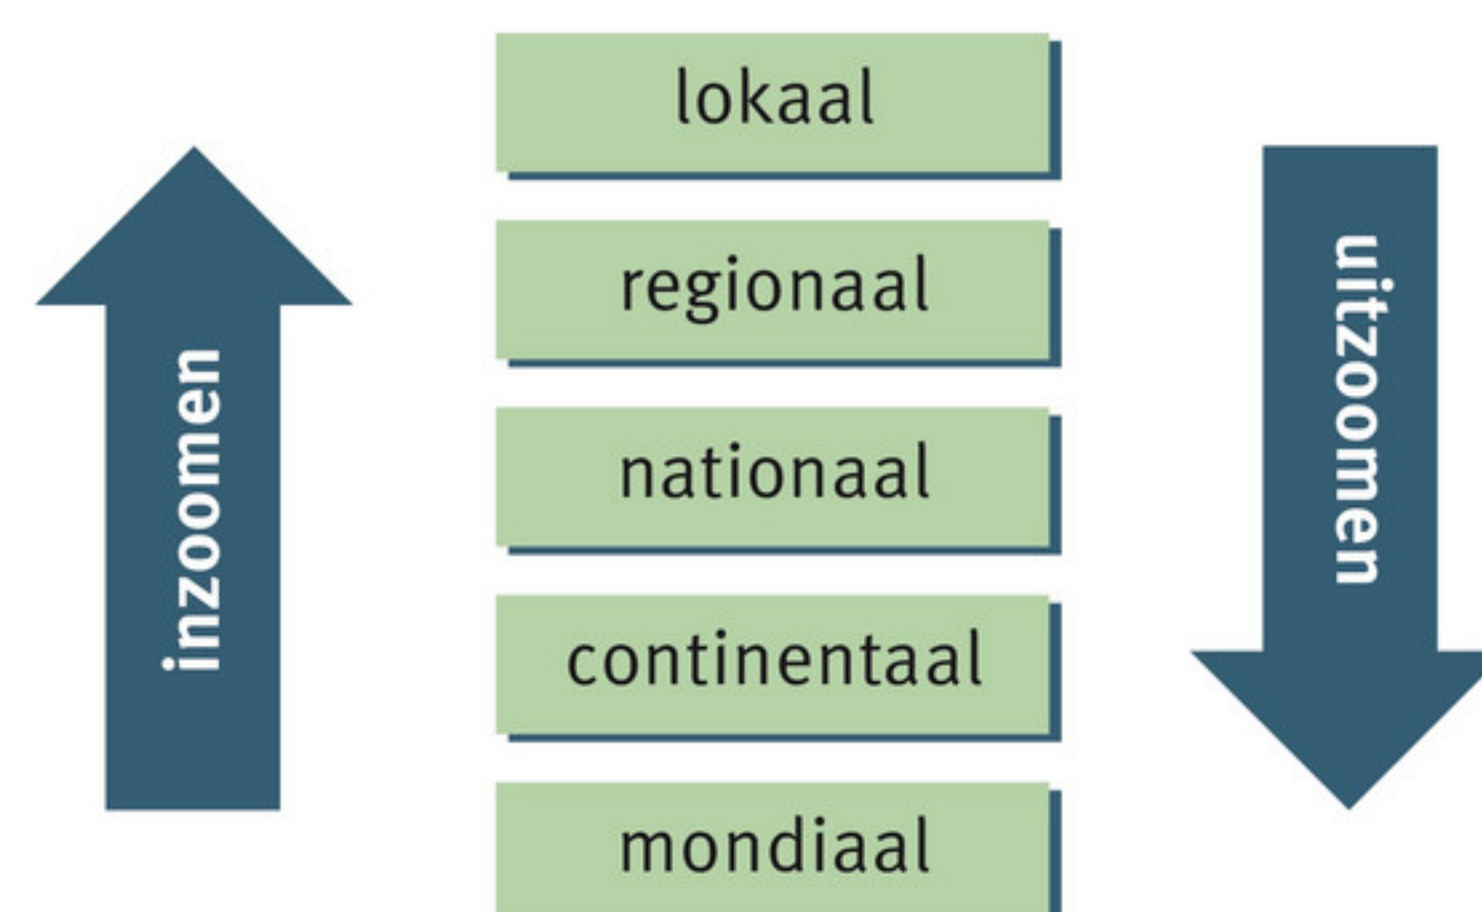 lokaal
regionaal
nationaal
continentaal
mondiaal
inzoomen
uitzoomen